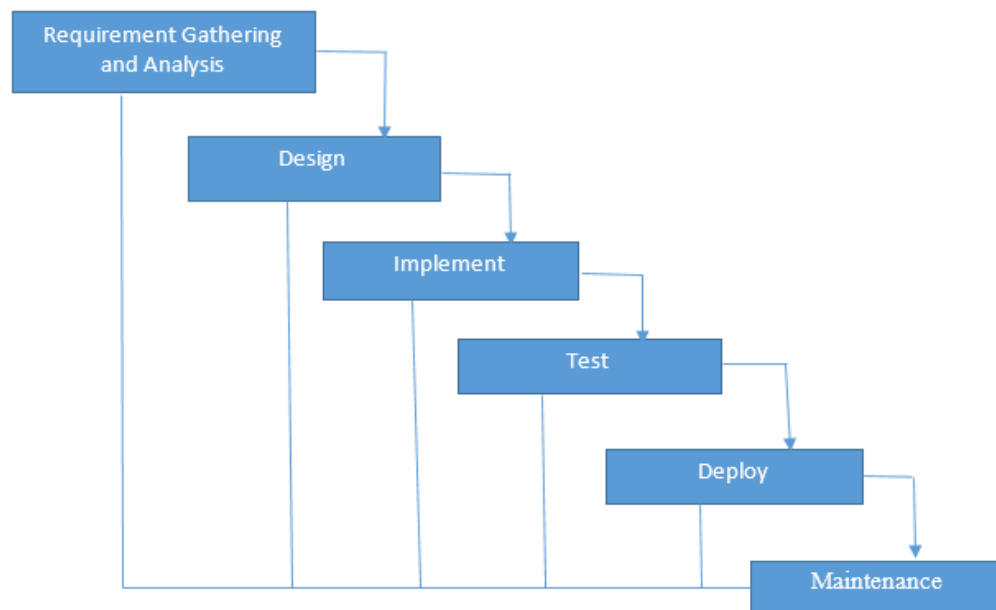 Requirement Gathering
and Analysis
Design
Implement
Test
Deploy
Maintenance